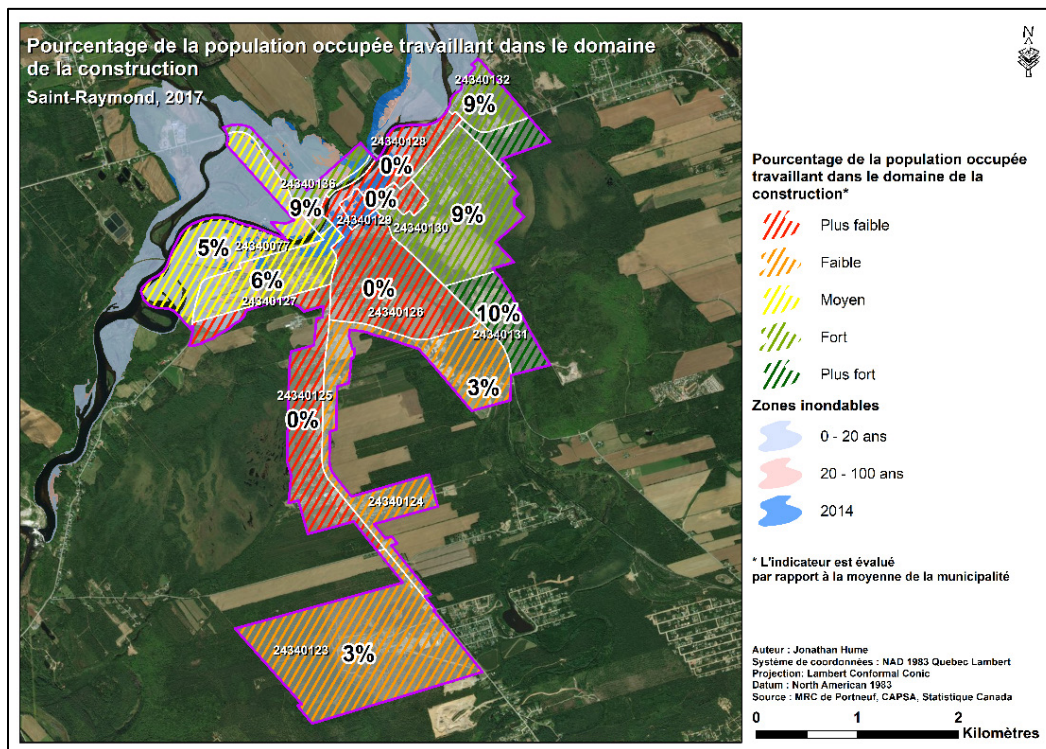 Pourcentage de la population occupée travaillant dans le domaine
de la construction
Saint-Raymond, 2017
24340132
9%
24340128
0%
24340136
0%
9%
24340129
24340130
9%
5%
24340077
6%
24340127
0%
24340126
10%
24340131
3%
24340125
0%
24340124
24340123
3%
N
Pourcentage de la population occupée
travaillant dans le domaine de la
construction*
Plus faible
Faible
Moyen
Fort
Plus fort
Zones inondables
0 - 20 ans
20 - 100 ans
2014
* L'indicateur est évalué
par rapport à la moyenne de la municipalité
Auteur : Jonathan Hume
Système de coordonnées : NAD 1983 Quebec Lambert
Projection: Lambert Conformal Conic
Datum : North American 1983
Source : MRC de Portneuf, CAPSA, Statistique Canada
0 1 2
Kilomètres